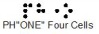 ⠏⠓⠐⠕
PH"ONE" Four Cells